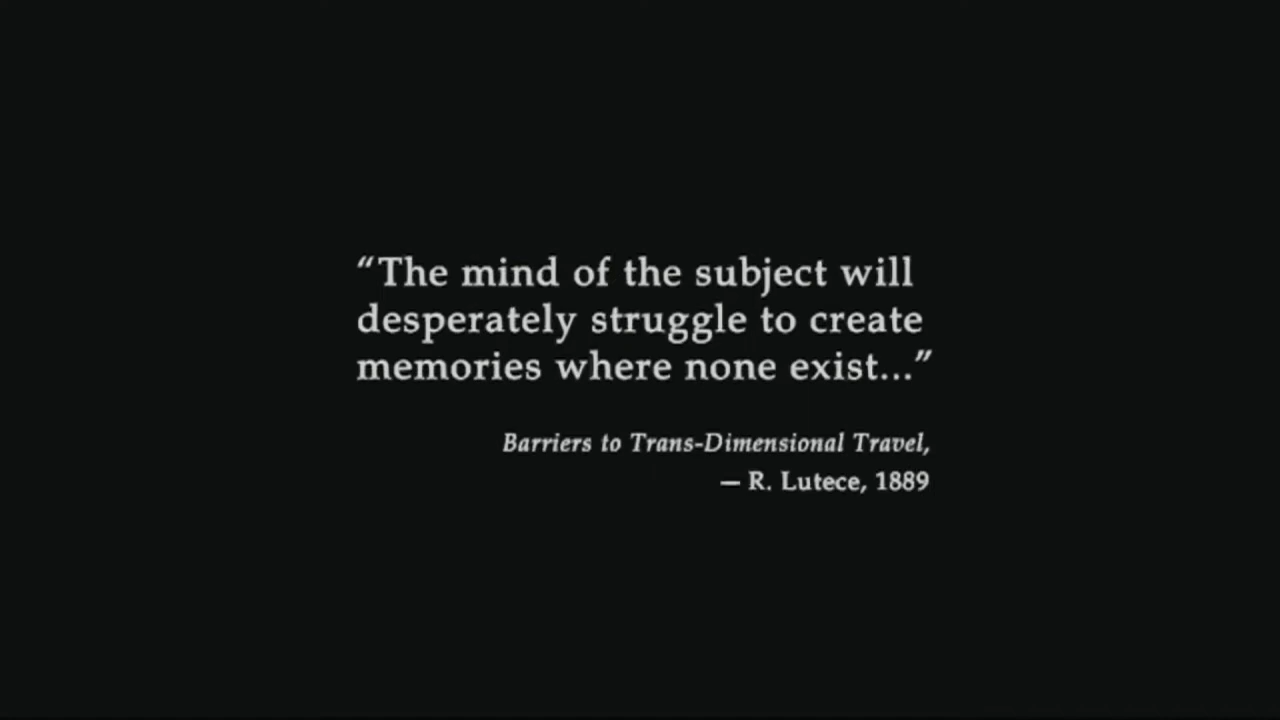 “The mind of the subject will
desperately struggle to create
memories where none exist...”
Barriers to Trans-Dimensional Travel,
— R. Lutece, 1889